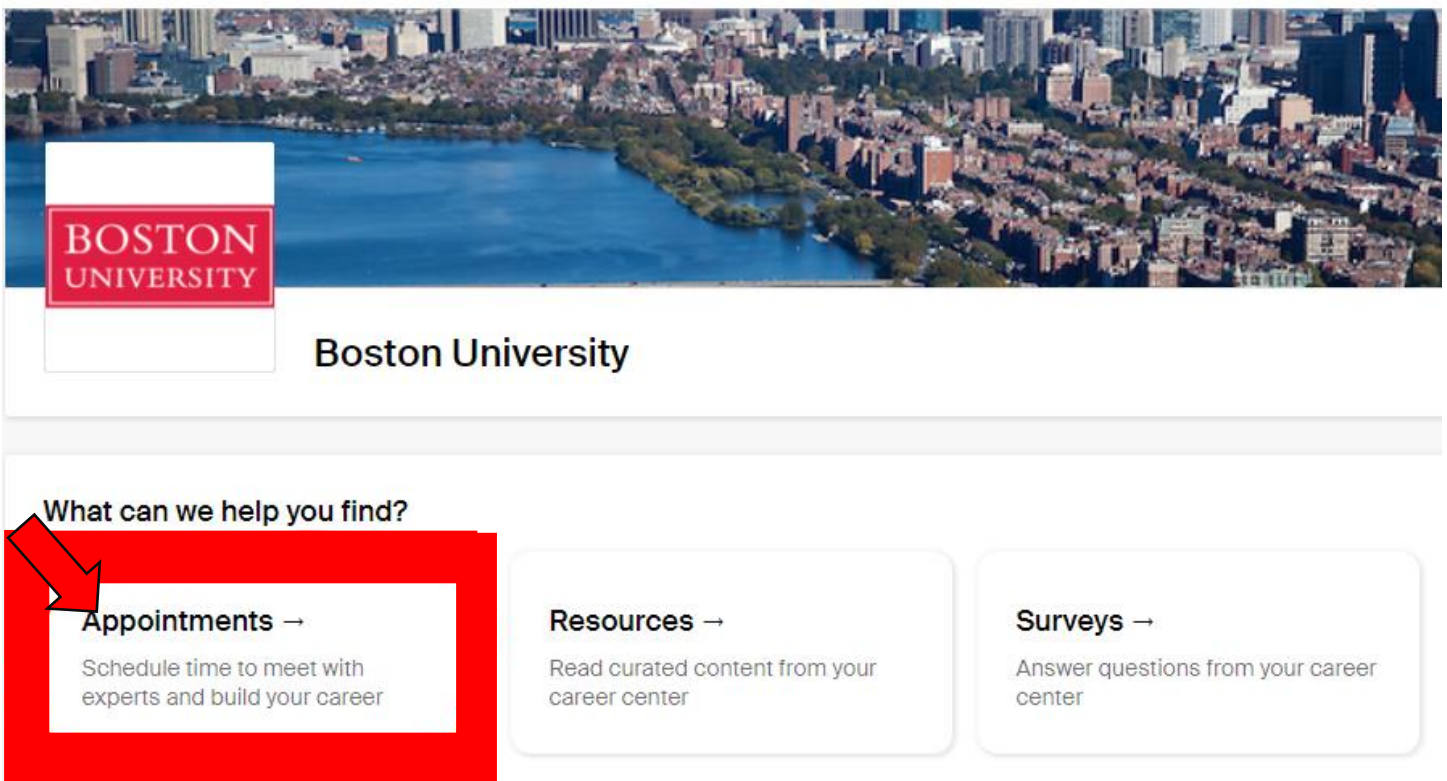 BOSTON
UNIVERSITY
Boston University
What can we help you find?
Appointments →
Schedule time to meet with
experts and build your career
Resources →
Read curated content from your
career center
Surveys →
Answer questions from your career
center